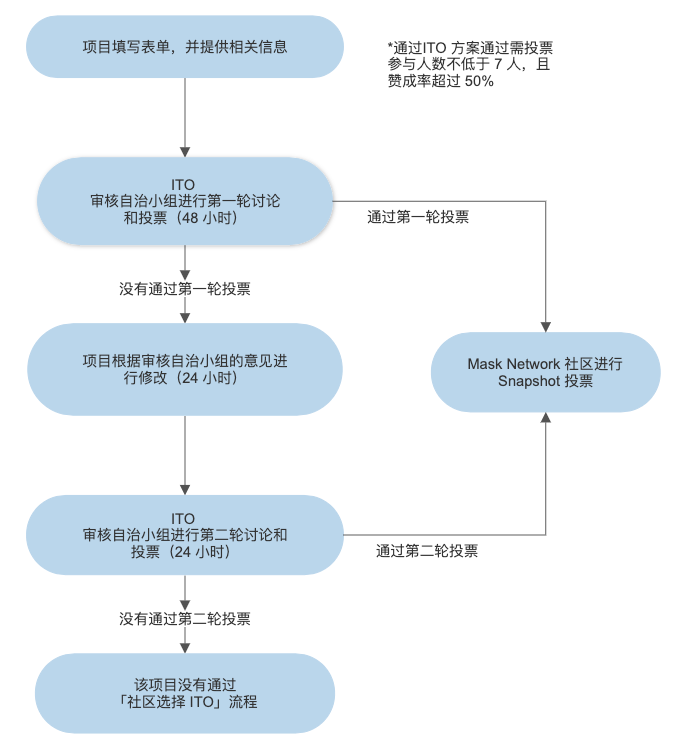 项目填写表单，并提供相关信息
*通过ITO 方案通过需投票
参与人数不低于 7 人，且
赞成率超过 50%
ITO
审核自治小组进行第一轮讨论
和投票（48 小时）
通过第一轮投票
没有通过第一轮投票
项目根据审核自治小组的意见进
行修改（24 小时）
Mask Network 社区进行
Snapshot 投票
ITO
审核自治小组进行第二轮讨论和
投票（24 小时）
通过第二轮投票
没有通过第二轮投票
该项目没有通过
「社区选择 ITO」流程